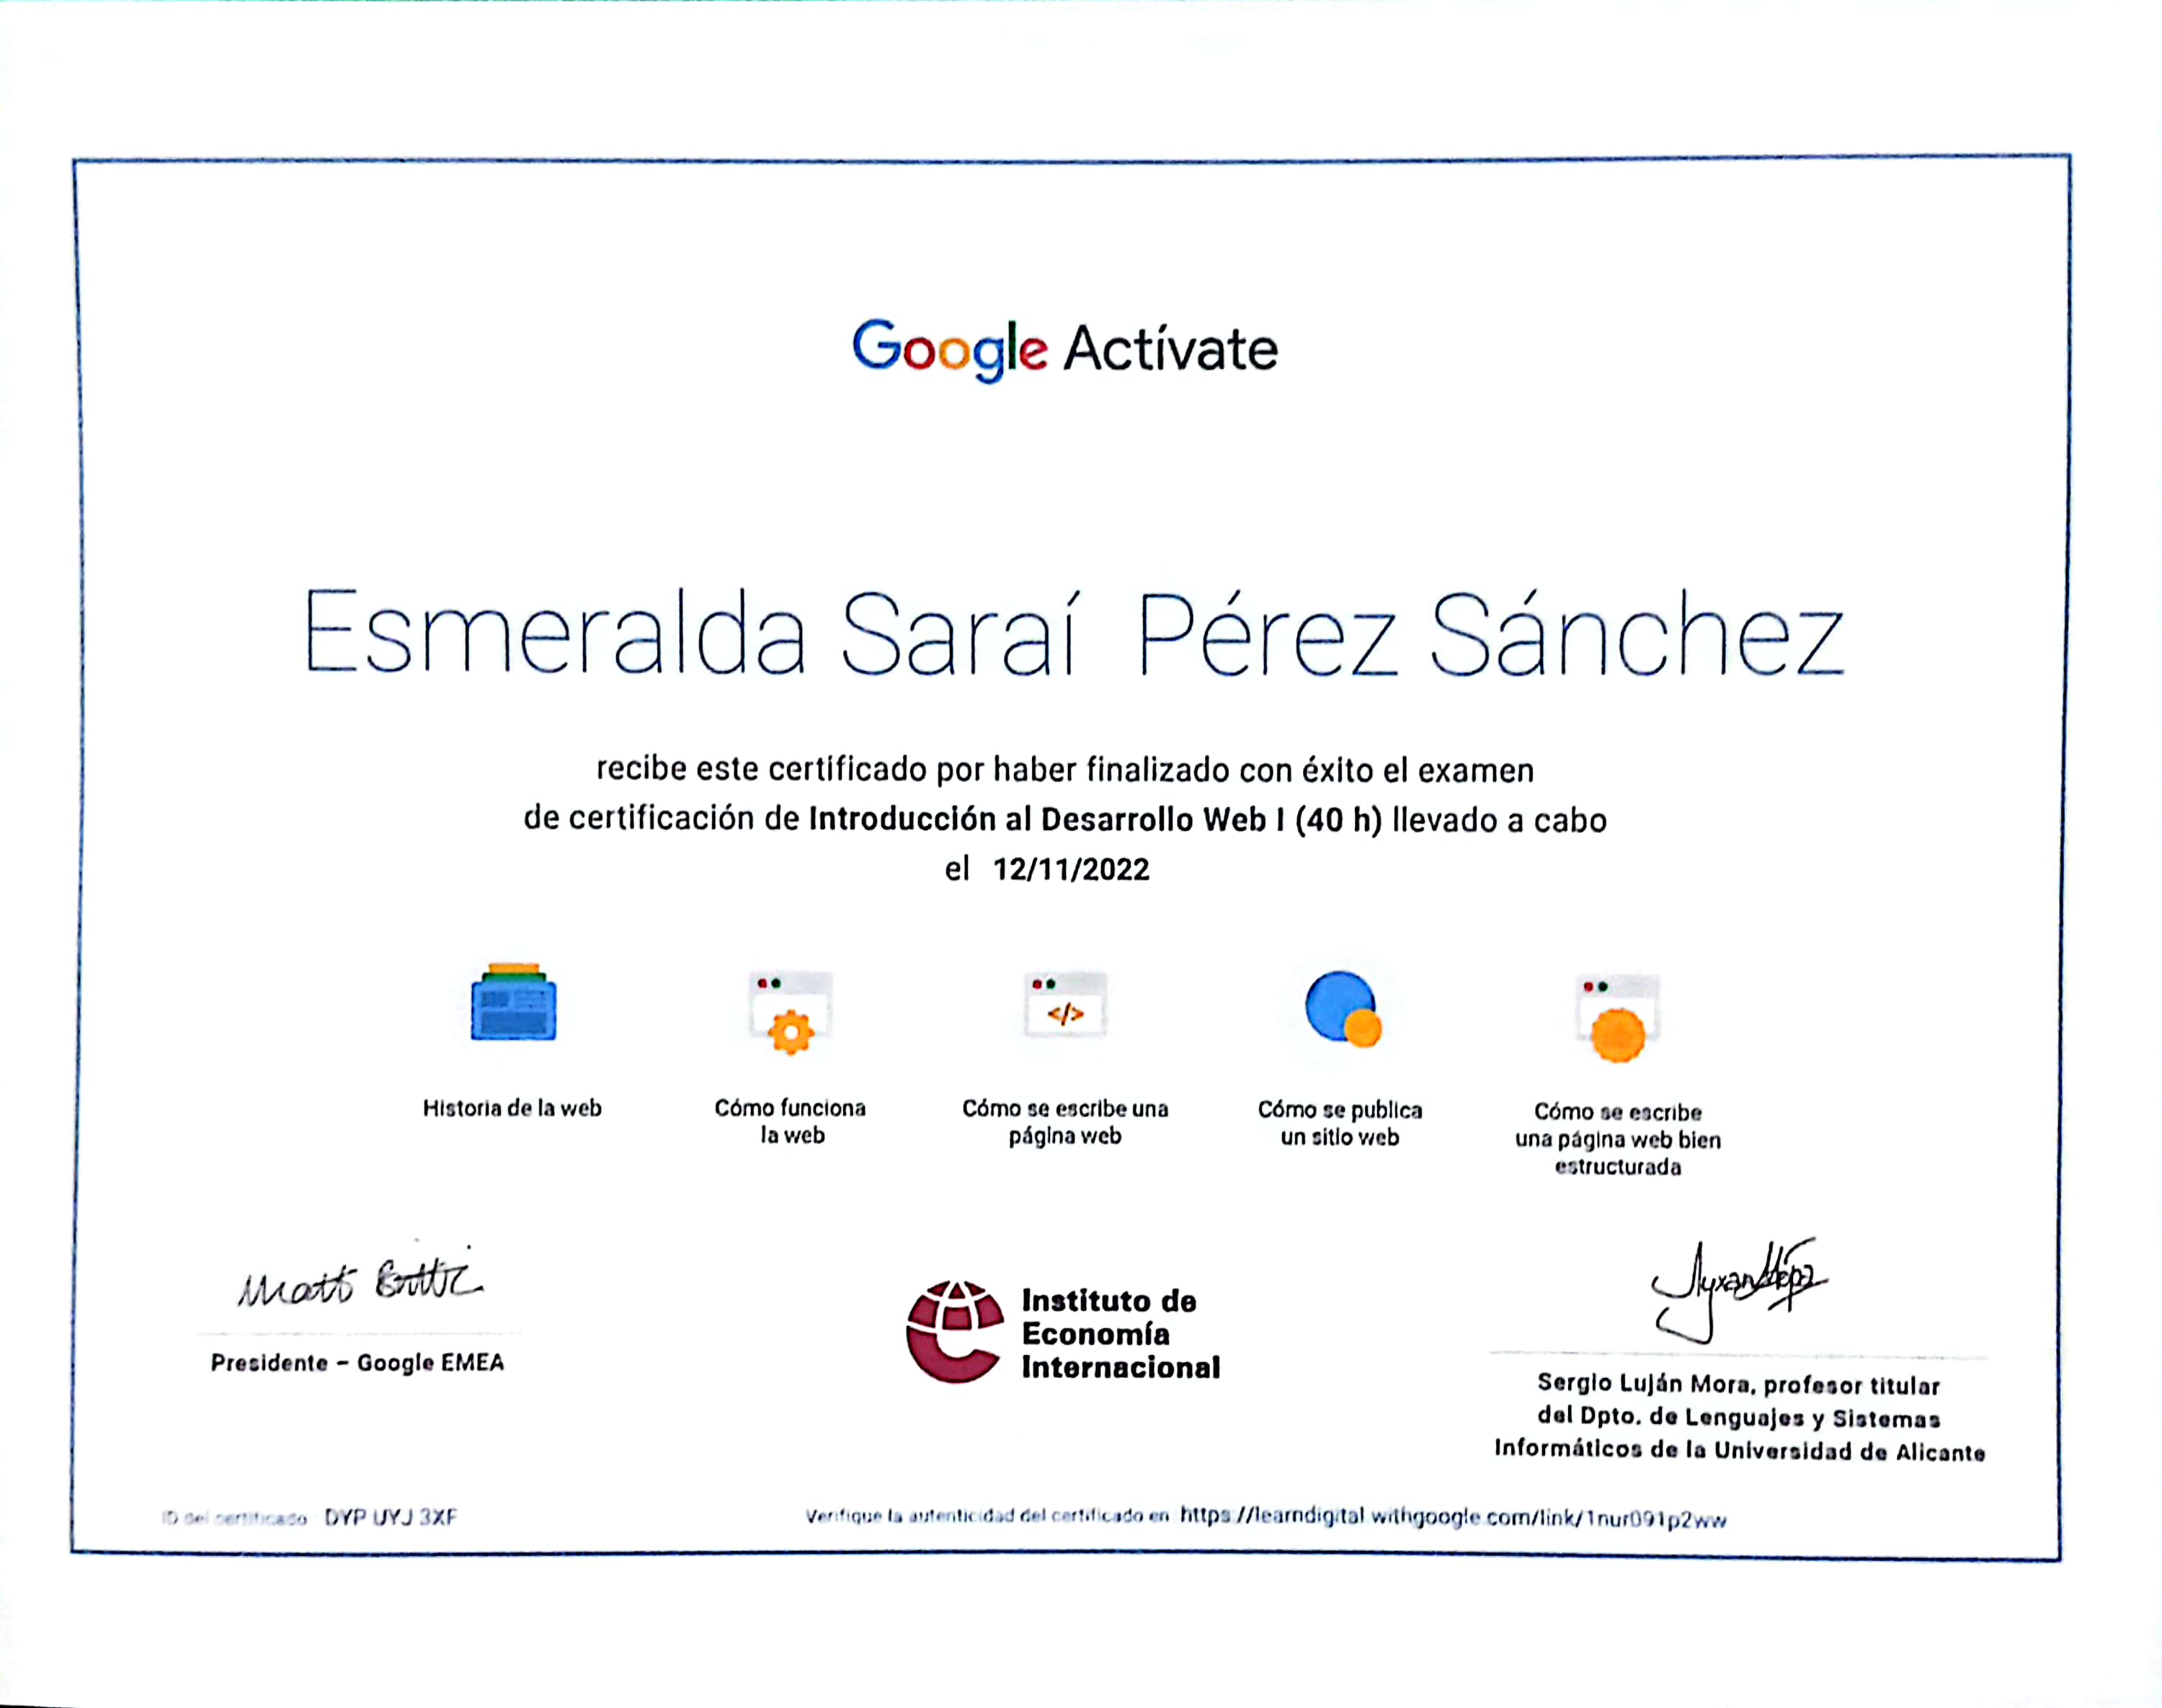 Google Actívate
Esmeralda Saraí Pérez Sánchez
recibe este certificado por haber finalizado con éxito el examen
de certificación de Introducción al Desarrollo Web I (40 h) llevado a cabo
el 12/11/2022
</>
Historia de la web
Cómo funciona
la web
Cómo se escribe una
página web
Cómo se publica
un sitio web
Cómo se escribe
una página web bien
estructurada
Matt
Presidente – Google EMEA
Instituto de
Economía
Internacional
Sergio Luján Mora, profesor titular
del Dpto. de Lenguajes y Sistemas
Informáticos de la Universidad de Alicante
ID del certificado DYP UYJ 3XF
Verifique la autenticidad del certificado en https://learndigital.withgoogle.com/link/1nur091p2ww